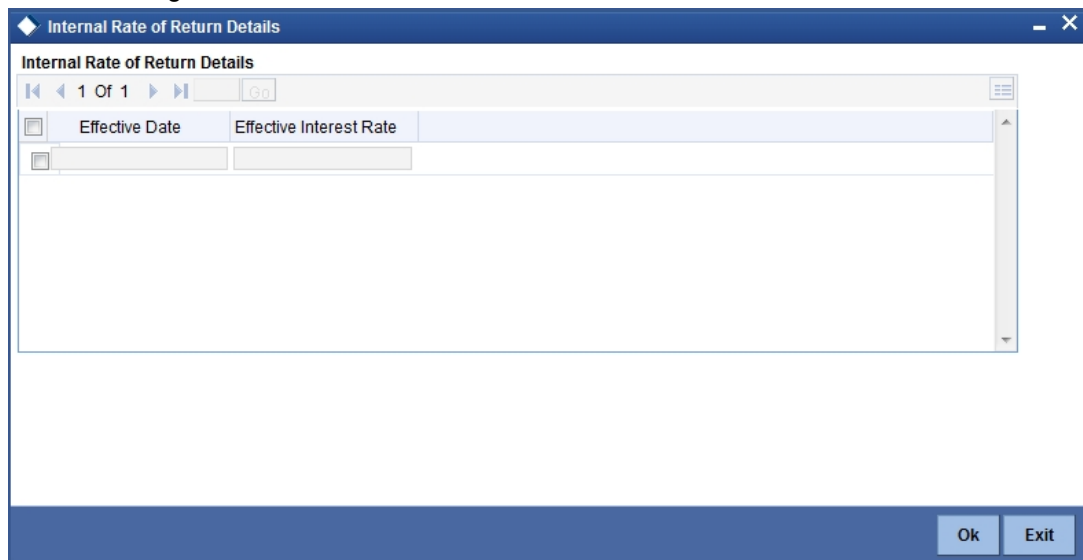 Internal Rate of Return Details
Internal Rate of Return Details
1 Of 1 Go
Effective Date Effective Interest Rate
Ok Exit